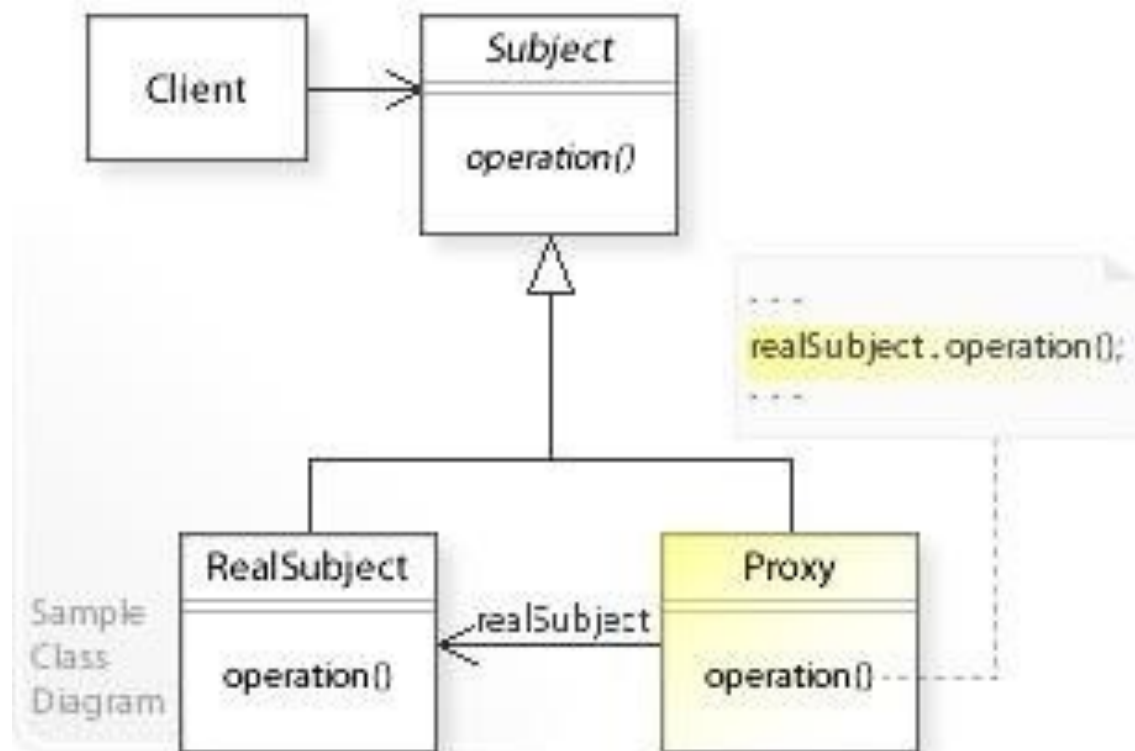 Client
Subject
operation()
- - -
realSubject.operation();
- - -
RealSubject
operation()
realSubject
Proxy
operation()
Sample
Class
Diagram